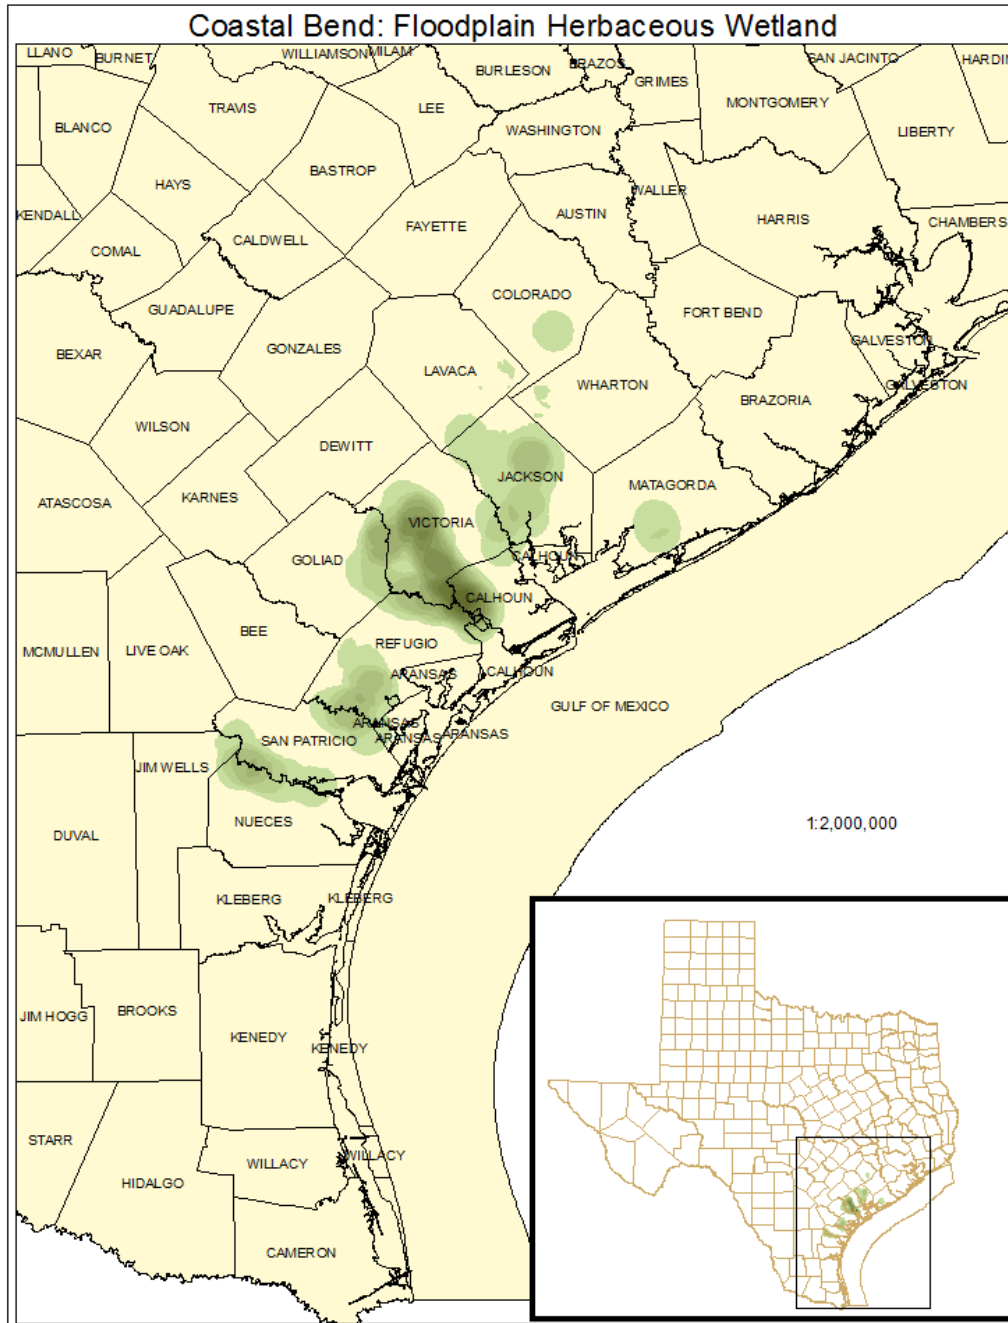 Coastal Bend: Floodplain Herbaceous Wetland
LLANO
BURNET
WILLIAMSON
MILAM
BURLESON
BRAZOS
GRIMES
SAN JACINTO
HARDIN
BLANCO
TRAVIS
LEE
WASHINGTON
MONTGOMERY
LIBERTY
HAYS
BASTROP
WALLER
KENDALL
COMAL
CALDWELL
FAYETTE
AUSTIN
HARRIS
CHAMBERS
GUADALUPE
COLORADO
FORT BEND
BEXAR
GONZALES
LAVACA
WHARTON
GALVESTON
GALVESTON
BRAZORIA
WILSON
DEWITT
ATASCOSA
KARNES
JACKSON
MATAGORDA
VICTORIA
GOLIAD
CALHOUN
CALHOUN
MCMULLEN
LIVE OAK
BEE
REFUGIO
ARANSAS
CALHOUN
GULF OF MEXICO
ARANSAS
ARANSAS
ARANSAS
SAN PATRICIO
JIM WELLS
DUVAL
NUECES
1:2,000,000
KLEBERG
KLEBERG
JIM HOGG
BROOKS
KENEDY
KENEDY
STARR
HIDALGO
WILLACY
WILLACY
CAMERON